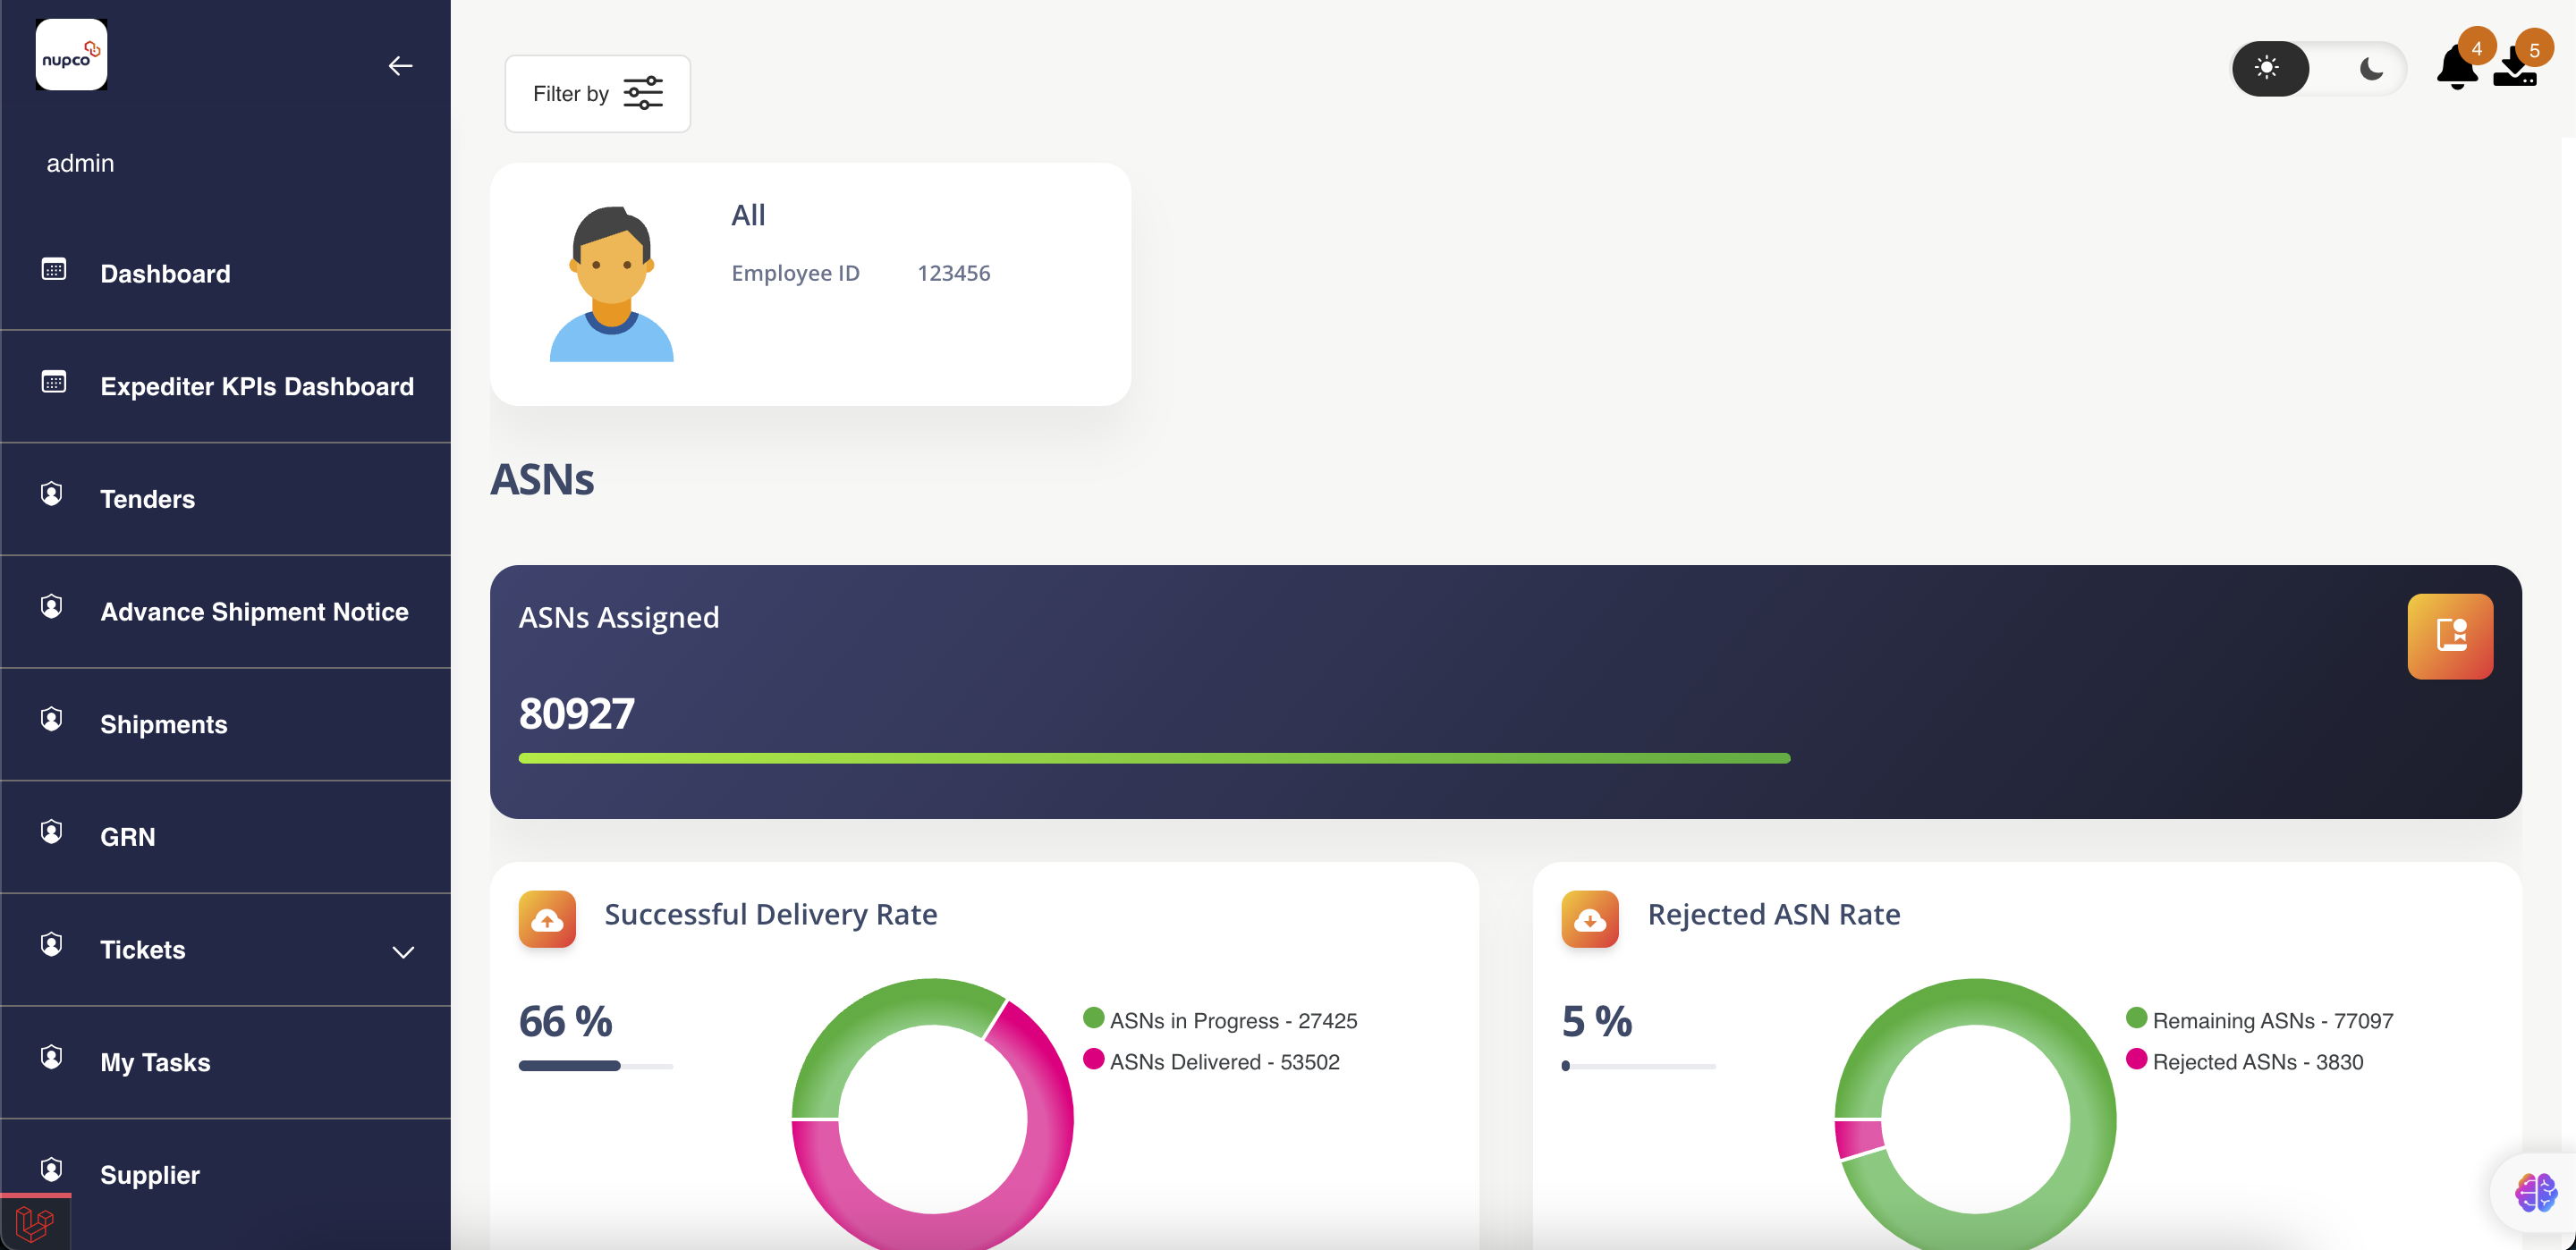 nupco
admin
Dashboard
Expediter KPIs Dashboard
Tenders
Advance Shipment Notice
Shipments
GRN
Tickets
My Tasks
Supplier
Filter by
4
5
All
Employee ID 123456
ASNs
ASNs Assigned
80927
Successful Delivery Rate
66 %
ASNs in Progress - 27425
ASNs Delivered - 53502
Rejected ASN Rate
5 %
Remaining ASNs - 77097
Rejected ASNs - 3830